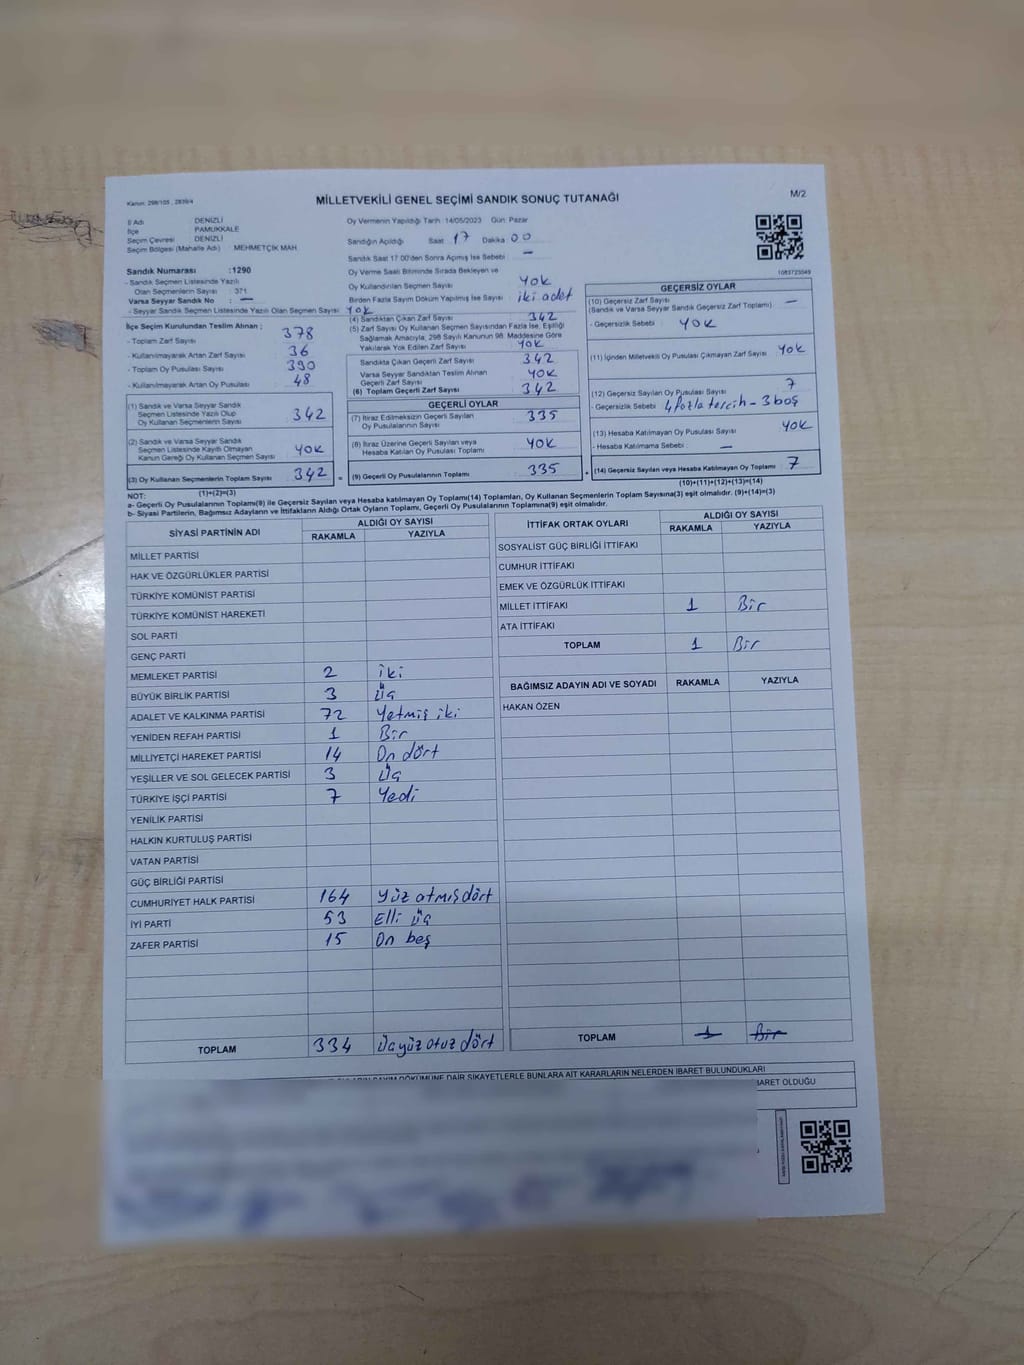 Kanun: 298/105 , 2839/4
MİLLETVEKİLİ GENEL SEÇİMİ SANDIK SONUÇ TUTANAĞI
M/2
İl Adı DENİZLİ
İlçe PAMUKKALE
Seçim Çevresi DENİZLİ
Seçim Bölgesi (Mahalle Adı) MEHMETÇİK MAH
Sandık Numarası :1290
- Sandık Seçmen Listesinde Yazılı
Olan Seçmenlerin Sayısı : 371
Varsa Seyyar Sandık No : —
- Seyyar Sandık Seçmen Listesinde Yazılı Olan Seçmen Sayısı YOK
İlçe Seçim Kurulundan Teslim Alınan ;
- Toplam Zarf Sayısı 378
- Kullanılmayarak Artan Zarf Sayısı 36
- Toplam Oy Pusulası Sayısı 390
- Kullanılmayarak Artan Oy Pusulası 48
(1) Sandık ve Varsa Seyyar Sandık
Seçmen Listesinde Yazılı Olup
Oy Kullanan Seçmenlerin Sayısı 342
(2) Sandık ve Varsa Seyyar Sandık
Seçmen Listesinde Kayıtlı Olmayan
Kanun Gereği Oy Kullanan Seçmen Sayısı YOK
(3) Oy Kullanan Seçmenlerin Toplam Sayısı 342 =
(1)+(2)=(3)
Oy Vermenin Yapıldığı Tarih :14/05/2023 Gün: Pazar
Sandığın Açıldığı Saat 17 Dakika 00
Sandık Saat 17:00'den Sonra Açılmış İse Sebebi : —
Oy Verme Saati Bitiminde Sırada Bekleyen ve
Oy Kullandırılan Seçmen Sayısı YOK
Birden Fazla Sayım Döküm Yapılmış İse Sayısı iki adet
(4) Sandıktan Çıkan Zarf Sayısı 342
(5) Zarf Sayısı Oy Kullanan Seçmen Sayısından Fazla İse, Eşitliği
Sağlamak Amacıyla; 298 Sayılı Kanunun 98. Maddesine Göre
Yakılarak Yok Edilen Zarf Sayısı YOK
Sandıkta Çıkan Geçerli Zarf Sayısı 342
Varsa Seyyar Sandıktan Teslim Alınan
Geçerli Zarf Sayısı YOK
(6) Toplam Geçerli Zarf Sayısı 342
GEÇERLİ OYLAR
(7) İtiraz Edilmeksizin Geçerli Sayılan
Oy Pusulalarının Sayısı 335
(8) İtiraz Üzerine Geçerli Sayılan veya
Hesaba Katılan Oy Pusulaları Toplamı YOK
(9) Geçerli Oy Pusulalarının Toplamı 335 +
1083723549
GEÇERSİZ OYLAR
(10) Geçersiz Zarf Sayısı —
(Sandık ve Varsa Seyyar Sandık Geçersiz Zarf Toplamı)
- Geçersizlik Sebebi : YOK
(11) İçinden Milletvekili Oy Pusulası Çıkmayan Zarf Sayısı YOK
(12) Geçersiz Sayılan Oy Pusulası Sayısı 7
- Geçersizlik Sebebi 4 fazla tercih - 3 boş
(13) Hesaba Katılmayan Oy Pusulası Sayısı YOK
- Hesaba Katılmama Sebebi : —
(14) Geçersiz Sayılan veya Hesaba Katılmayan Oy Toplamı 7
(10)+(11)+(12)+(13)=(14)
NOT:
a- Geçerli Oy Pusulalarının Toplamı(9) ile Geçersiz Sayılan veya Hesaba katılmayan Oy Toplamı(14) Toplamları, Oy Kullanan Seçmenlerin Toplam Sayısına(3) eşit olmalıdır. (9)+(14)=(3)
b- Siyasi Partilerin, Bağımsız Adayların ve İttifakların Aldığı Ortak Oyların Toplamı, Geçerli Oy Pusulalarının Toplamına(9) eşit olmalıdır.
SİYASİ PARTİNİN ADI ALDIĞI OY SAYISI
RAKAMLA YAZIYLA
MİLLET PARTİSİ
HAK VE ÖZGÜRLÜKLER PARTİSİ
TÜRKİYE KOMÜNİST PARTİSİ
TÜRKİYE KOMÜNİST HAREKETİ
SOL PARTİ
GENÇ PARTİ
MEMLEKET PARTİSİ 2 iki
BÜYÜK BİRLİK PARTİSİ 3 üç
ADALET VE KALKINMA PARTİSİ 72 Yetmiş iki
YENİDEN REFAH PARTİSİ 1 Bir
MİLLİYETÇİ HAREKET PARTİSİ 14 On dört
YEŞİLLER VE SOL GELECEK PARTİSİ 3 üç
TÜRKİYE İŞÇİ PARTİSİ 7 Yedi
YENİLİK PARTİSİ
HALKIN KURTULUŞ PARTİSİ
VATAN PARTİSİ
GÜÇ BİRLİĞİ PARTİSİ
CUMHURİYET HALK PARTİSİ 164 Yüz atmış dört
İYİ PARTİ 53 Elli üç
ZAFER PARTİSİ 15 On beş
TOPLAM 334 üçyüz otuz dört
İTTİFAK ORTAK OYLARI ALDIĞI OY SAYISI
RAKAMLA YAZIYLA
SOSYALİST GÜÇ BİRLİĞİ İTTİFAKI
CUMHUR İTTİFAKI
EMEK VE ÖZGÜRLÜK İTTİFAKI
MİLLET İTTİFAKI 1 Bir
ATA İTTİFAKI
TOPLAM 1 Bir
BAĞIMSIZ ADAYIN ADI VE SOYADI RAKAMLA YAZIYLA
HAKAN ÖZEN
TOPLAM 1 Bir
DÖKÜMÜNE DAİR ŞİKAYETLERLE BUNLARA AİT KARARLARIN NELERDEN İBARET BULUNDUKLARI
BARET OLDUĞU